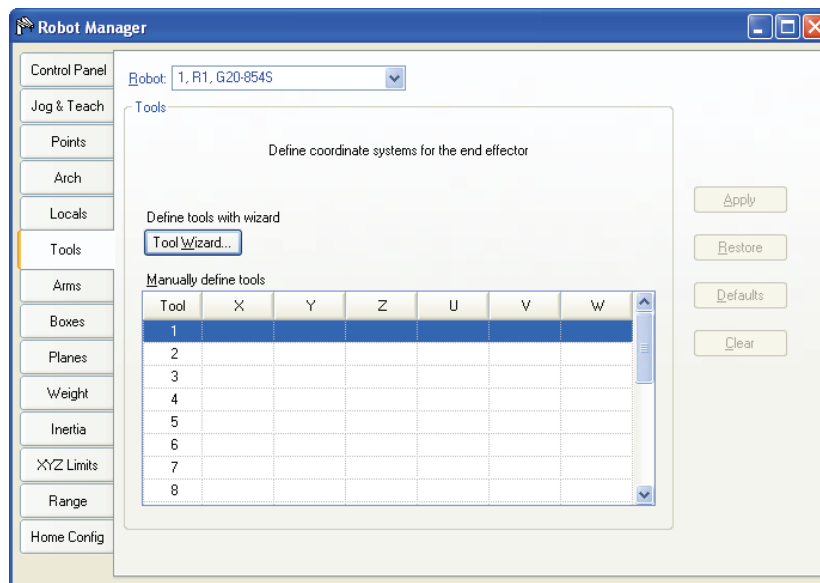 Robot Manager
Control Panel
Jog & Teach
Points
Arch
Locals
Tools
Arms
Boxes
Planes
Weight
Inertia
XYZ Limits
Range
Home Config
Robot: 1, R1, G20-854S
Tools
Define coordinate systems for the end effector
Define tools with wizard
Tool Wizard...
Manually define tools
Tool X Y Z U V W
1
2
3
4
5
6
7
8
Apply
Restore
Defaults
Clear